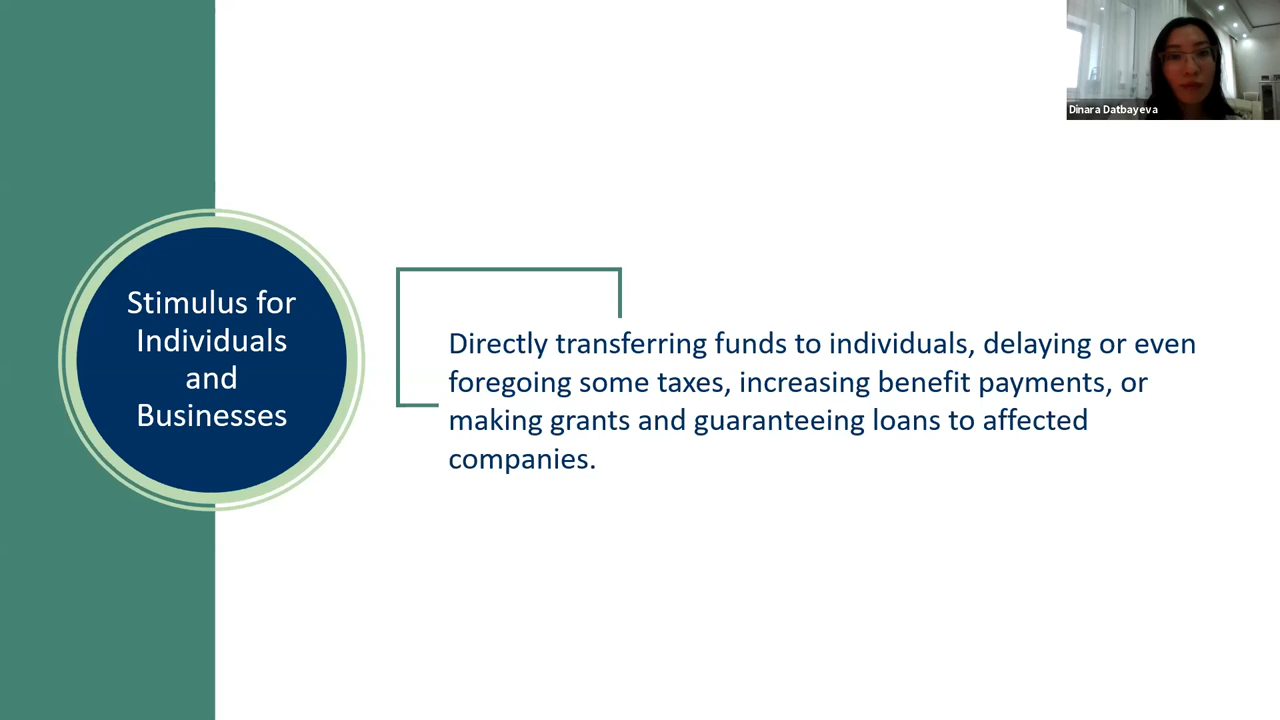 Dinara Datbayeva
Stimulus for
Individuals
and
Businesses
Directly transferring funds to individuals, delaying or even
foregoing some taxes, increasing benefit payments, or
making grants and guaranteeing loans to affected
companies.